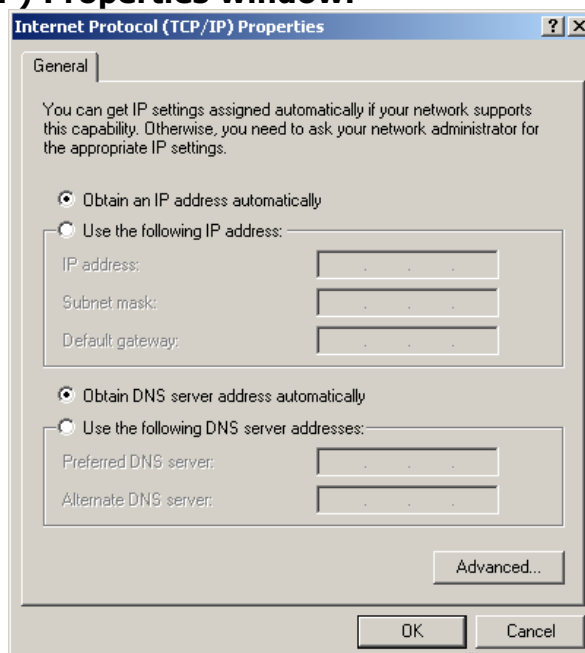 ) Properties window.
Internet Protocol (TCP/IP) Properties
General
You can get IP settings assigned automatically if your network supports
this capability. Otherwise, you need to ask your network administrator for
the appropriate IP settings.
Obtain an IP address automatically
Use the following IP address:
IP address:
Subnet mask:
Default gateway:
Obtain DNS server address automatically
Use the following DNS server addresses:
Preferred DNS server:
Alternate DNS server:
Advanced...
OK Cancel